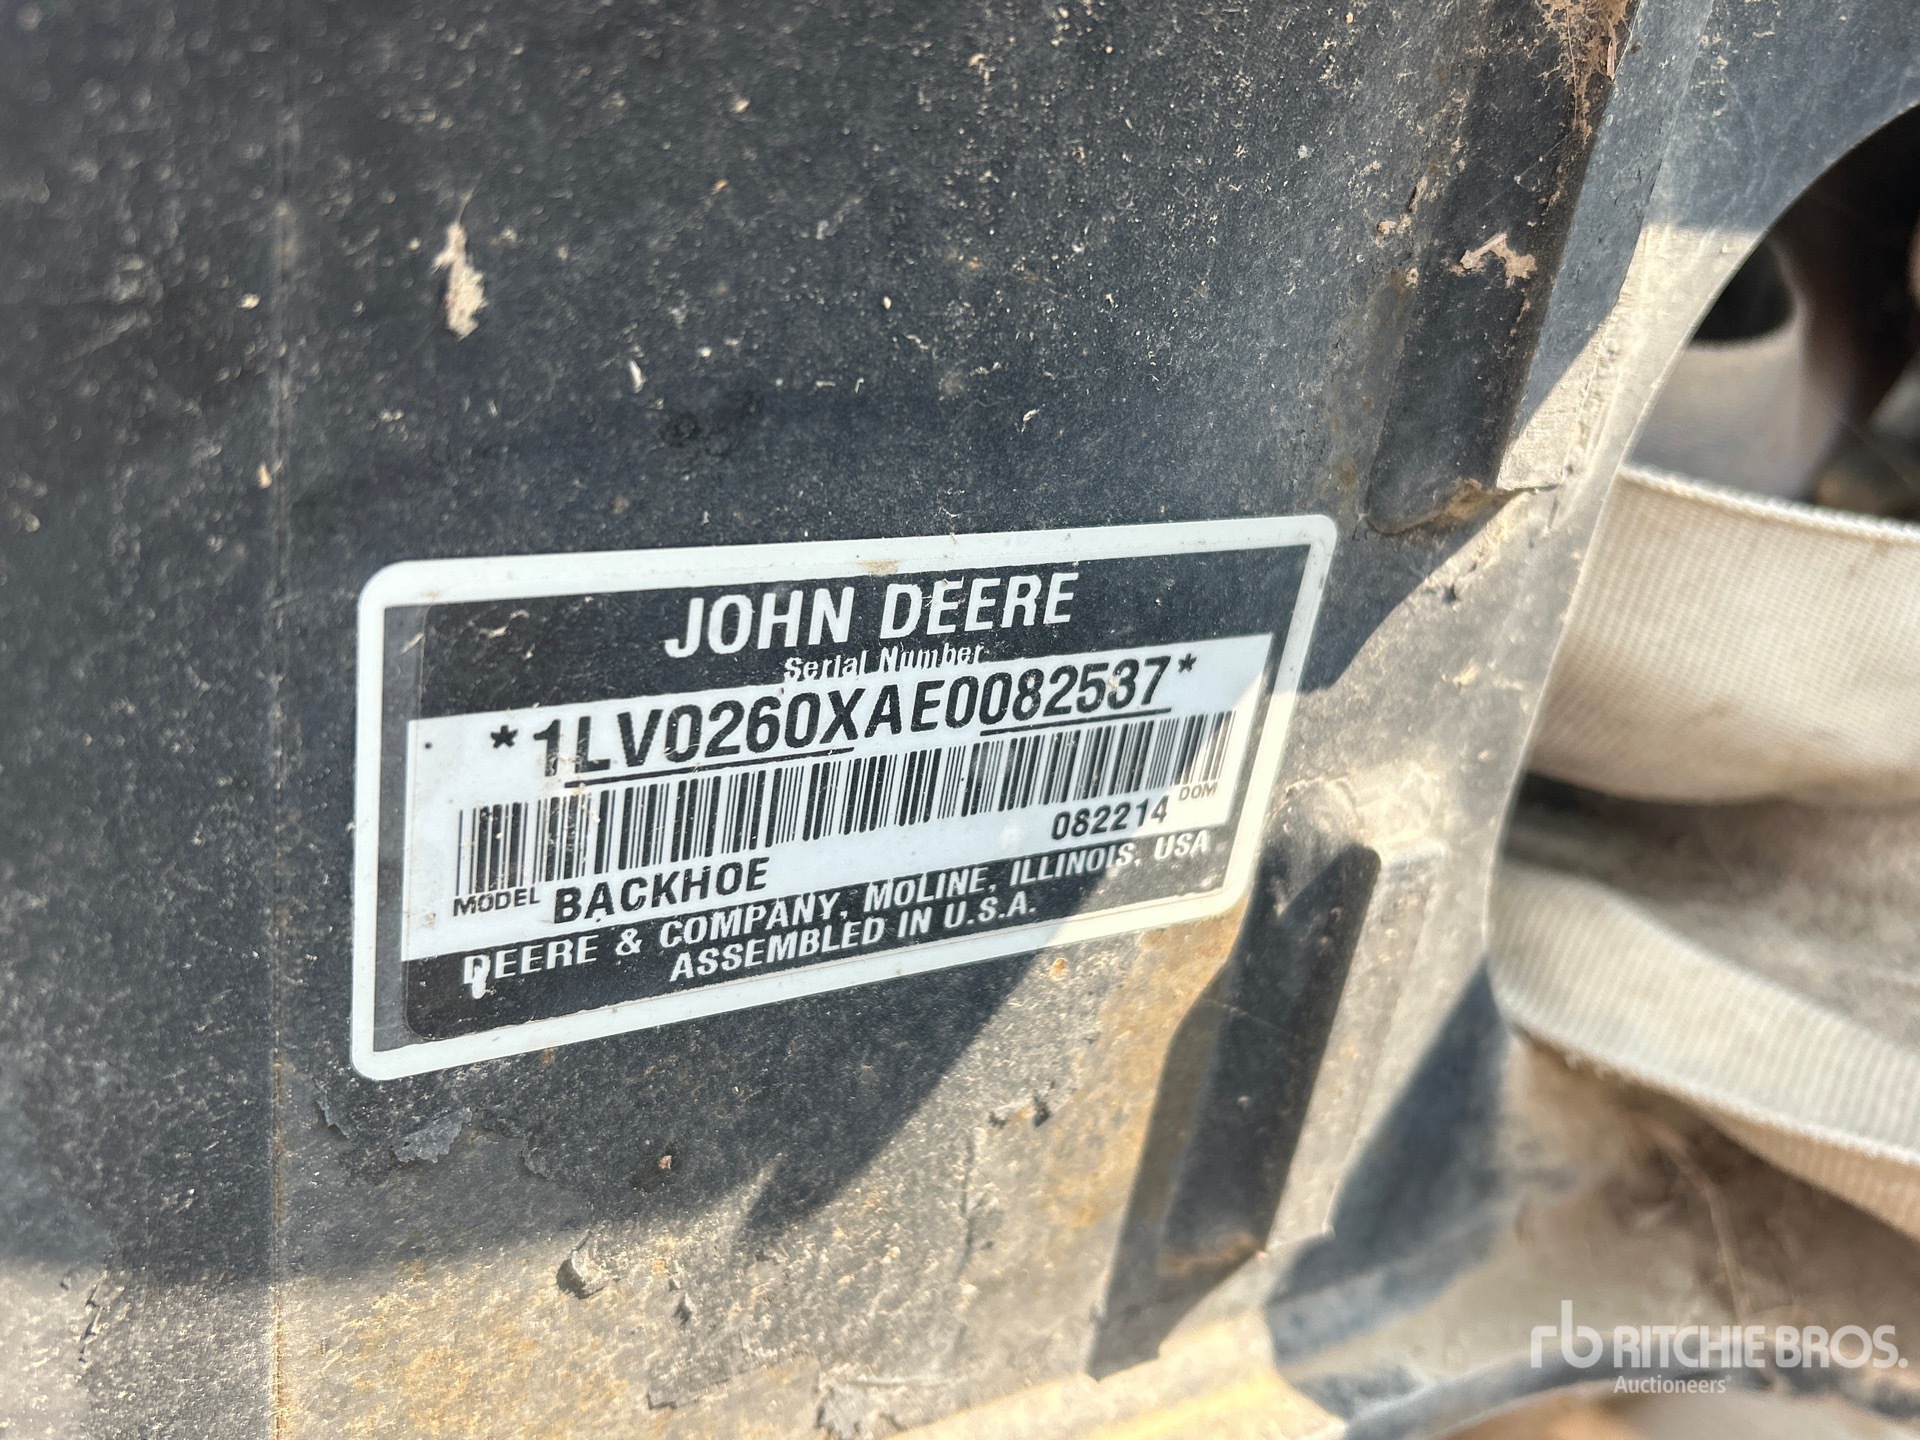 JOHN DEERE
Serial Number
*1LV0260XAE0082537*
DOM
082214
MODEL BACKHOE
DEERE & COMPANY, MOLINE, ILLINOIS, USA
ASSEMBLED IN U.S.A.
rb RITCHIE BROS.
Auctioneers